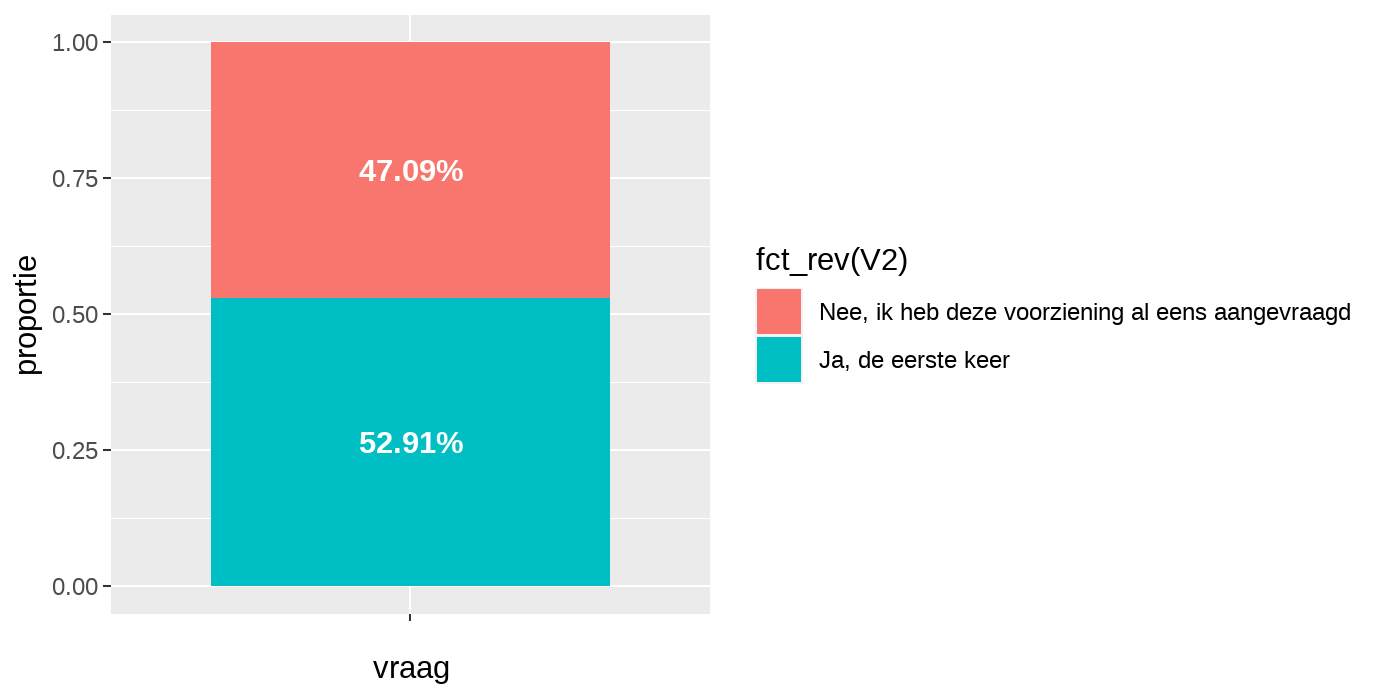 proportie
1.00
0.75
0.50
0.25
0.00
47.09%
52.91%
vraag
fct_rev(V2)
Nee, ik heb deze voorziening al eens aangevraagd
Ja, de eerste keer